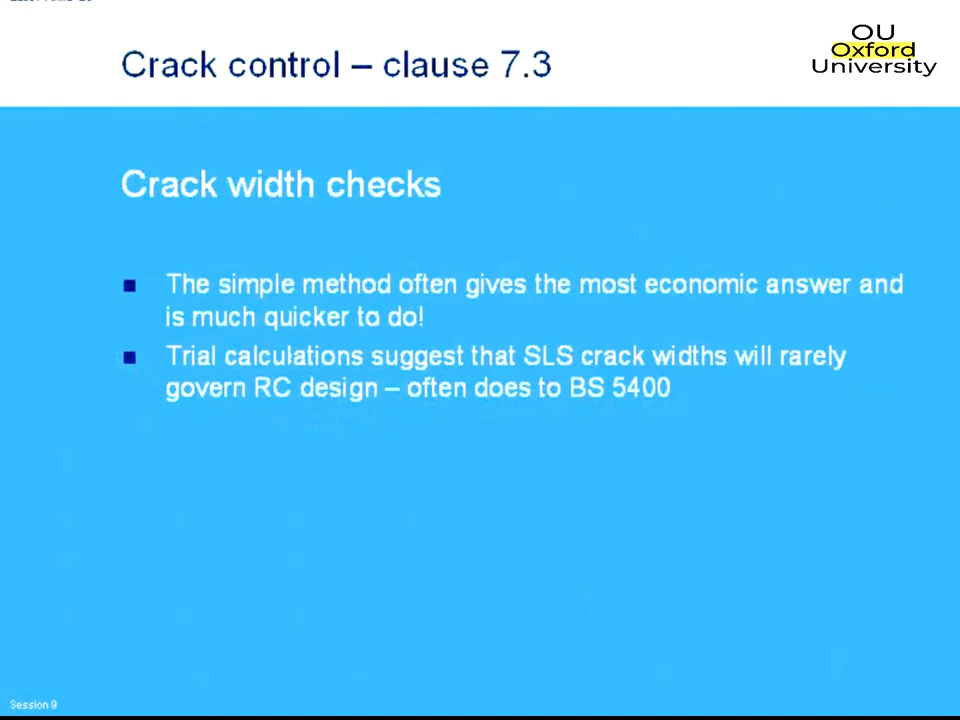 Crack control – clause 7.3
OU
Oxford
University
Crack width checks
The simple method often gives the most economic answer and
is much quicker to do!
Trial calculations suggest that SLS crack widths will rarely
govern RC design – often does to BS 5400
Session 9